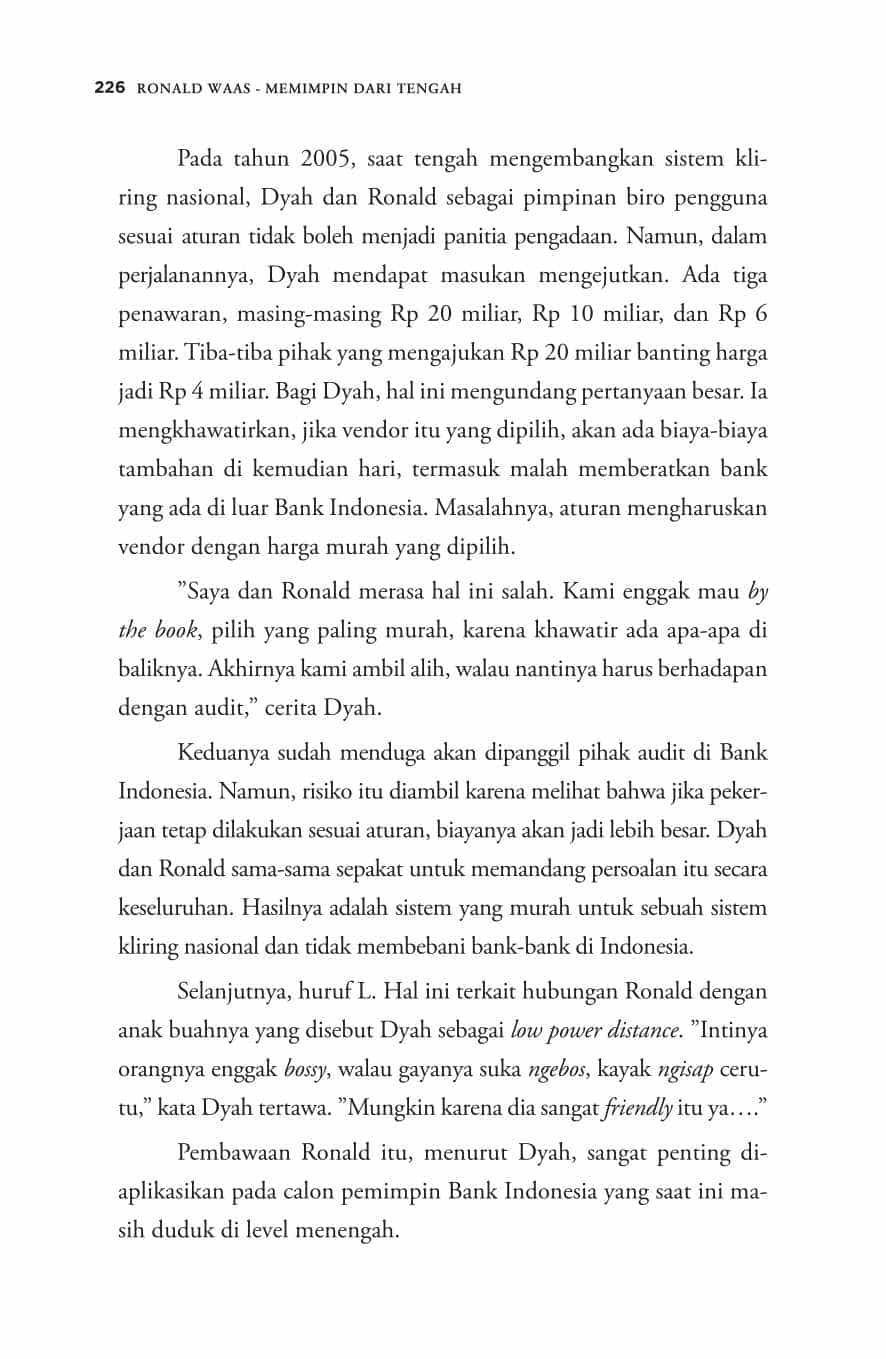 226 RONALD WAAS - MEMIMPIN DARI TENGAH
Pada tahun 2005, saat tengah mengembangkan sistem kli-
ring nasional, Dyah dan Ronald sebagai pimpinan biro pengguna
sesuai aturan tidak boleh menjadi panitia pengadaan. Namun, dalam
perjalanannya, Dyah mendapat masukan mengejutkan. Ada tiga
penawaran, masing-masing Rp 20 miliar, Rp 10 miliar, dan Rp 6
miliar. Tiba-tiba pihak yang mengajukan Rp 20 miliar banting harga
jadi Rp 4 miliar. Bagi Dyah, hal ini mengundang pertanyaan besar. Ia
mengkhawatirkan, jika vendor itu yang dipilih, akan ada biaya-biaya
tambahan di kemudian hari, termasuk malah memberatkan bank
yang ada di luar Bank Indonesia. Masalahnya, aturan mengharuskan
vendor dengan harga murah yang dipilih.
”Saya dan Ronald merasa hal ini salah. Kami enggak mau by
the book, pilih yang paling murah, karena khawatir ada apa-apa di
baliknya. Akhirnya kami ambil alih, walau nantinya harus berhadapan
dengan audit,” cerita Dyah.
Keduanya sudah menduga akan dipanggil pihak audit di Bank
Indonesia. Namun, risiko itu diambil karena melihat bahwa jika peker-
jaan tetap dilakukan sesuai aturan, biayanya akan jadi lebih besar. Dyah
dan Ronald sama-sama sepakat untuk memandang persoalan itu secara
keseluruhan. Hasilnya adalah sistem yang murah untuk sebuah sistem
kliring nasional dan tidak membebani bank-bank di Indonesia.
Selanjutnya, huruf L. Hal ini terkait hubungan Ronald dengan
anak buahnya yang disebut Dyah sebagai low power distance. ”Intinya
orangnya enggak bossy, walau gayanya suka ngebos, kayak ngisap ceru-
tu,” kata Dyah tertawa. ”Mungkin karena dia sangat friendly itu ya….”
Pembawaan Ronald itu, menurut Dyah, sangat penting di-
aplikasikan pada calon pemimpin Bank Indonesia yang saat ini ma-
sih duduk di level menengah.